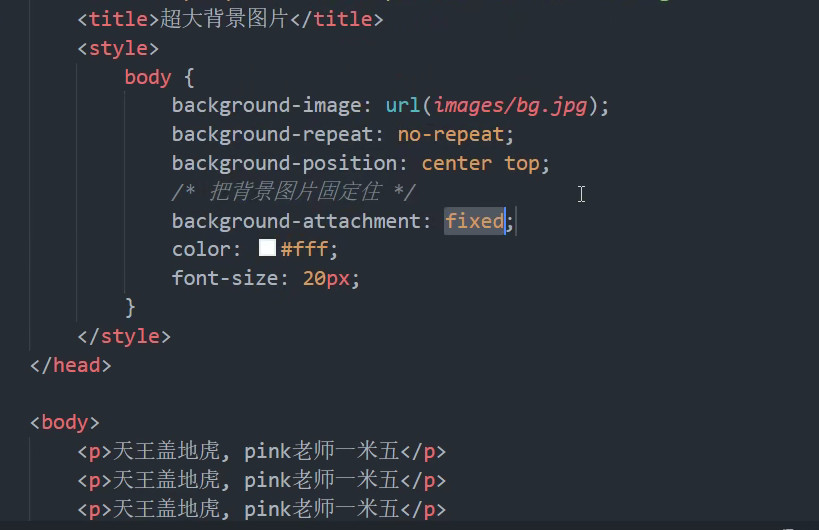 <title>超大背景图片</title>
<style>
body {
background-image: url(images/bg.jpg);
background-repeat: no-repeat;
background-position: center top;
/* 把背景图片固定住 */
background-attachment: fixed;
color: #fff;
font-size: 20px;
}
</style>
</head>
<body>
<p>天王盖地虎, pink老师一米五</p>
<p>天王盖地虎, pink老师一米五</p>
<p>天王盖地虎, pink老师一米五</p>